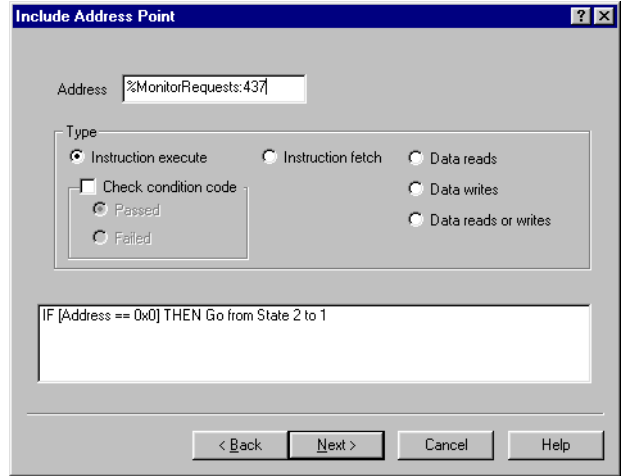 Include Address Point
Address %MonitorRequests:437
Type
Instruction execute Instruction fetch Data reads
Check condition code Data writes
Passed Data reads or writes
Failed
IF [Address == 0x0] THEN Go from State 2 to 1
< Back Next > Cancel Help